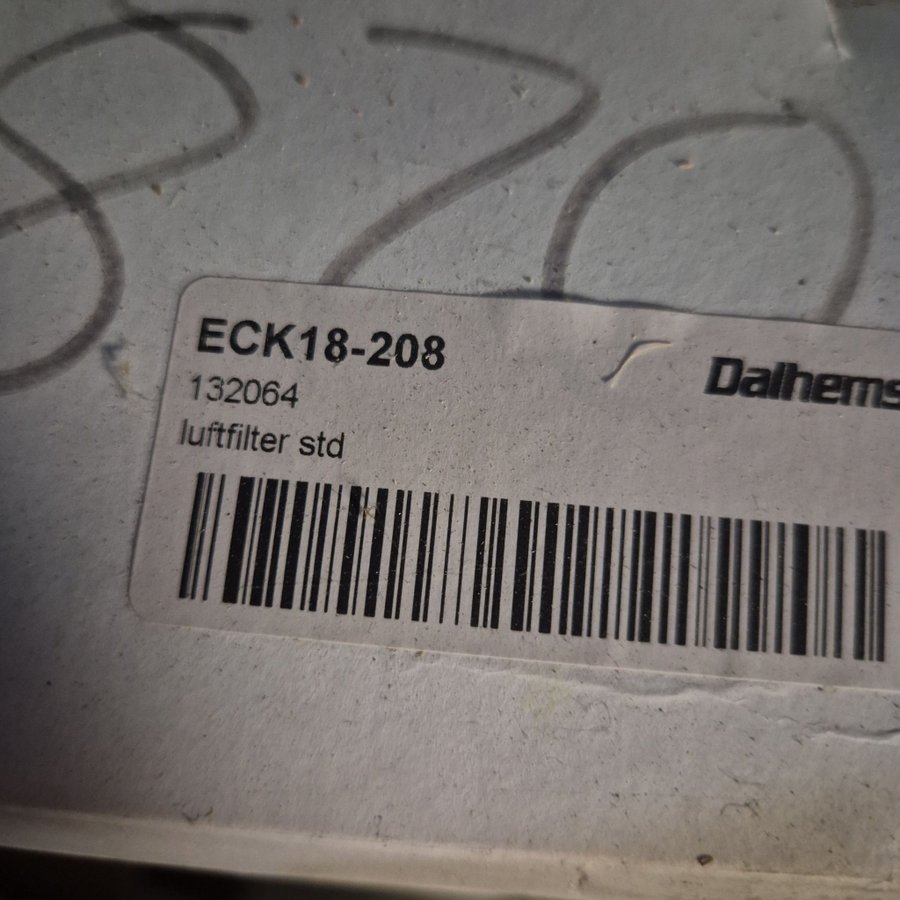 820
ECK18-208
Dalhems
132064
luftfilter std